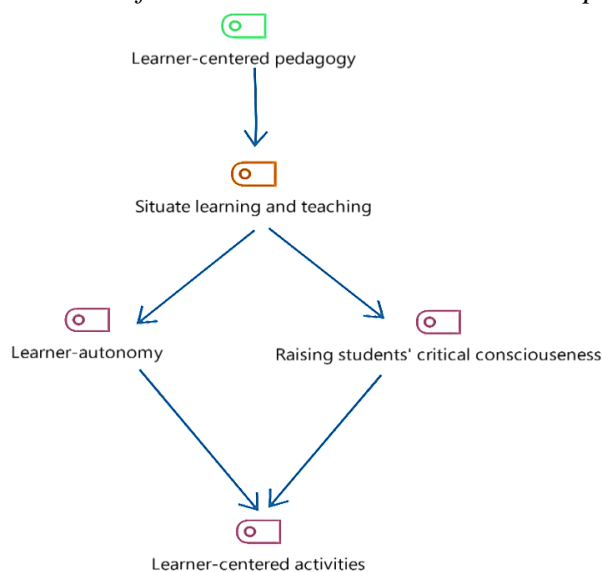 Learner-centered pedagogy
Situate learning and teaching
Learner-autonomy
Raising students' critical consciouseness
Learner-centered activities